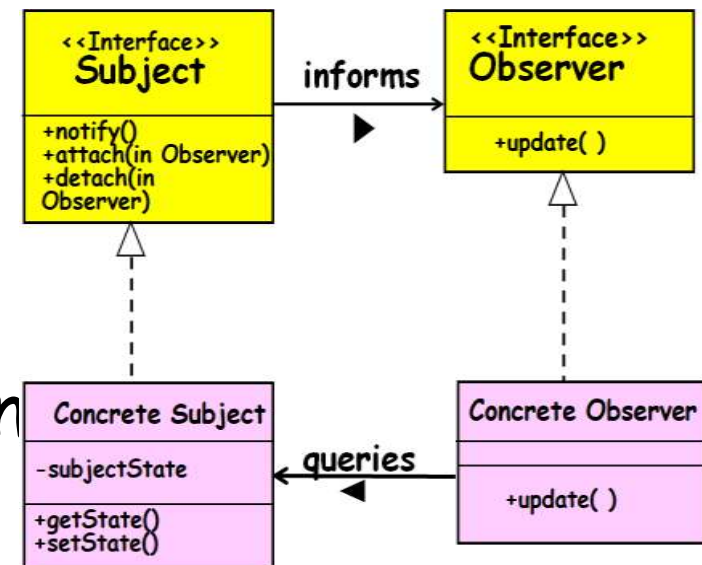 <<Interface>>
Subject
+notify()
+attach(in Observer)
+detach(in
Observer)
informs
<<Interface>>
Observer
+update( )
n
Concrete Subject
-subjectState
+getState()
+setState()
queries
Concrete Observer
+update( )